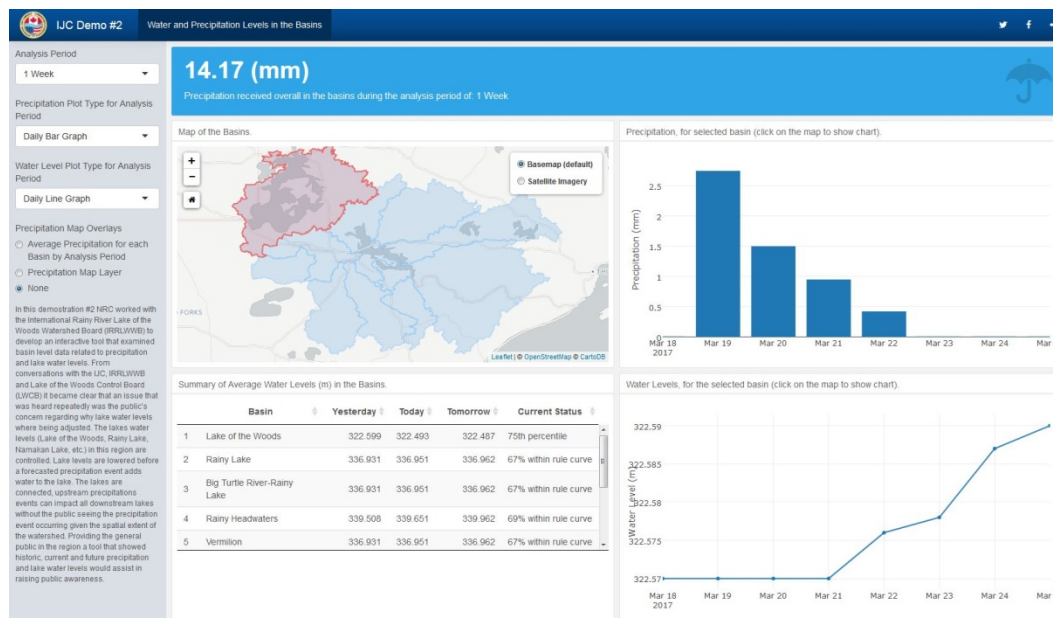 IJC Demo #2
Water and Precipitation Levels in the Basins
Analysis Period
1 Week
Precipitation Plot Type for Analysis
Period
Daily Bar Graph
Water Level Plot Type for Analysis
Period
Daily Line Graph
Precipitation Map Overlays
Average Precipitation for each
Basin by Analysis Period
Precipitation Map Layer
None
In this demostration #2 NRC worked with
the International Rainy River Lake of the
Woods Watershed Board (IRRLWWB) to
develop an interactive tool that examined
basin level data related to precipitation
and lake water levels. From
conversations with the IJC, IRRLWWB
and Lake of the Woods Control Board
(LWCB) it became clear that an issue that
was heard repeatedly was the public's
concern regarding why lake water levels
where being adjusted. The lakes water
levels (Lake of the Woods, Rainy Lake,
Namakan Lake, etc.) in this region are
controlled. Lake levels are lowered before
a forecasted precipitation event adds
water to the lake. The lakes are
connected, upstream precipitations
events can impact all downstream lakes
without the public seeing the precipitation
event occurring given the spatial extent of
the watershed. Providing the general
public in the region a tool that showed
historic, current and future precipitation
and lake water levels would assist in
raising public awareness.
14.17 (mm)
Precipitation received overall in the basins during the analysis period of: 1 Week
Map of the Basins.
+
−
Basemap (default)
Satellite Imagery
FORKS
Leaflet | © OpenStreetMap © CartoDB
Precipitation, for selected basin (click on the map to show chart).
Precipitation (mm)
2.5
2
1.5
1
0.5
0
Mar 18 Mar 19 Mar 20 Mar 21 Mar 22 Mar 23 Mar 24 Mar
2017
Summary of Average Water Levels (m) in the Basins.
Basin Yesterday Today Tomorrow Current Status
1 Lake of the Woods 322.599 322.493 322.487 75th percentile
2 Rainy Lake 336.931 336.951 336.962 67% within rule curve
3 Big Turtle River-Rainy Lake 336.931 336.951 336.962 67% within rule curve
4 Rainy Headwaters 339.508 339.651 339.962 69% within rule curve
5 Vermilion 336.931 336.951 336.962 67% within rule curve
Water Levels, for the selected basin (click on the map to show chart).
Water Level (m)
322.59
322.585
322.58
322.575
322.57
Mar 18 Mar 19 Mar 20 Mar 21 Mar 22 Mar 23 Mar 24 Mar
2017